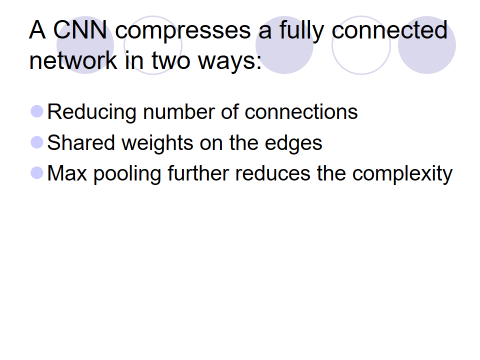 A CNN compresses a fully connected
network in two ways:
Reducing number of connections
Shared weights on the edges
Max pooling further reduces the complexity